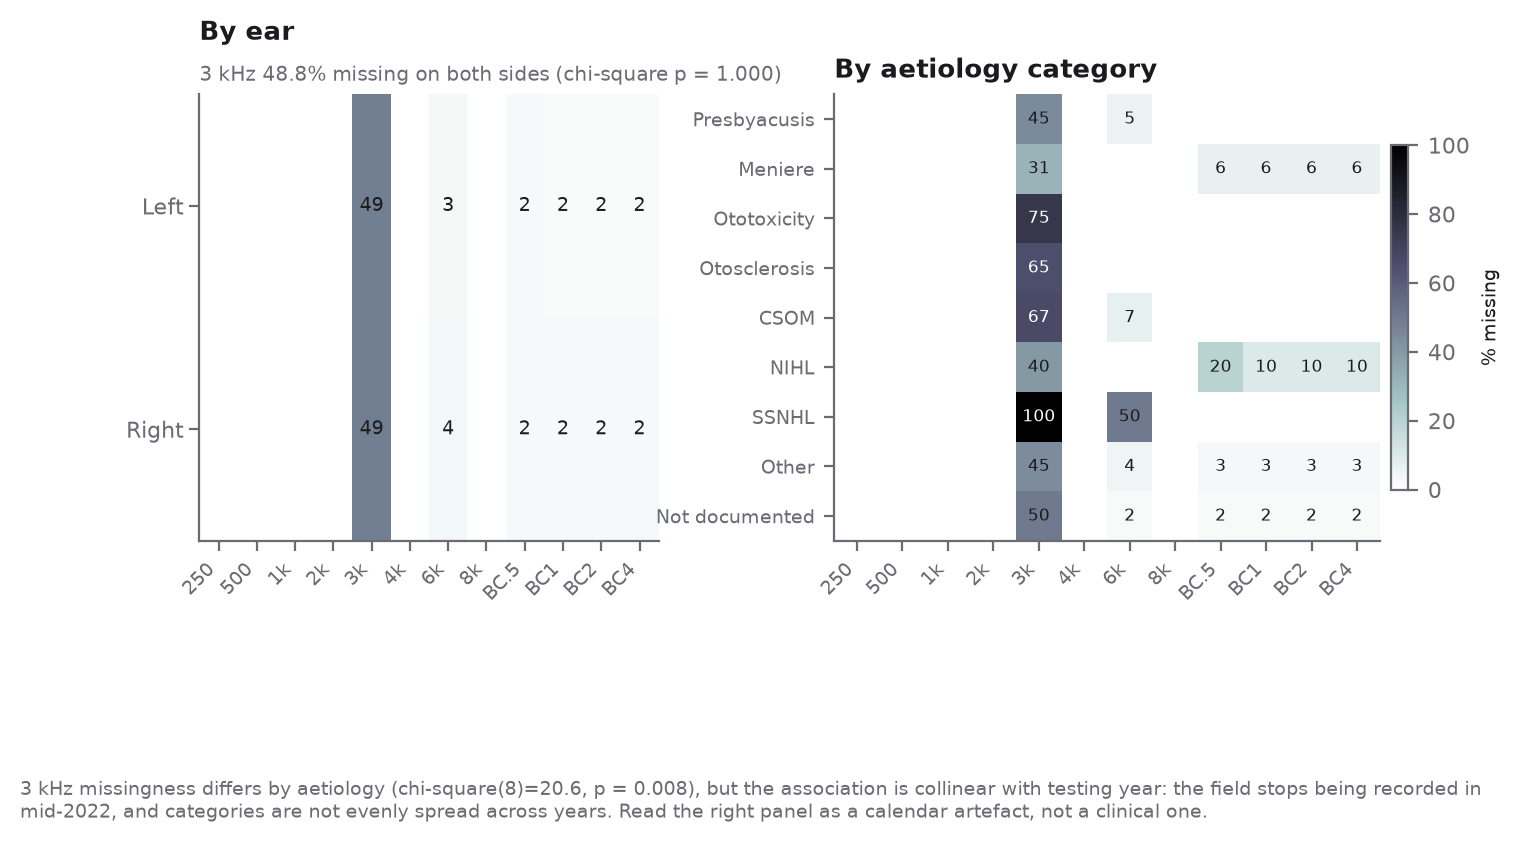 By ear
3 kHz 48.8% missing on both sides (chi-square p = 1.000)
Left 49 3 2 2 2 2
Right 49 4 2 2 2 2
250 500 1k 2k 3k 4k 6k 8k BC.5 BC1 BC2 BC4
By aetiology category
Presbyacusis 45 5
Meniere 31 6 6 6 6
Ototoxicity 75
Otosclerosis 65
CSOM 67 7
NIHL 40 20 10 10 10
SSNHL 100 50
Other 45 4 3 3 3 3
Not documented 50 2 2 2 2 2
250 500 1k 2k 3k 4k 6k 8k BC.5 BC1 BC2 BC4
100
80
60
40
20
0
% missing
3 kHz missingness differs by aetiology (chi-square(8)=20.6, p = 0.008), but the association is collinear with testing year: the field stops being recorded in
mid-2022, and categories are not evenly spread across years. Read the right panel as a calendar artefact, not a clinical one.